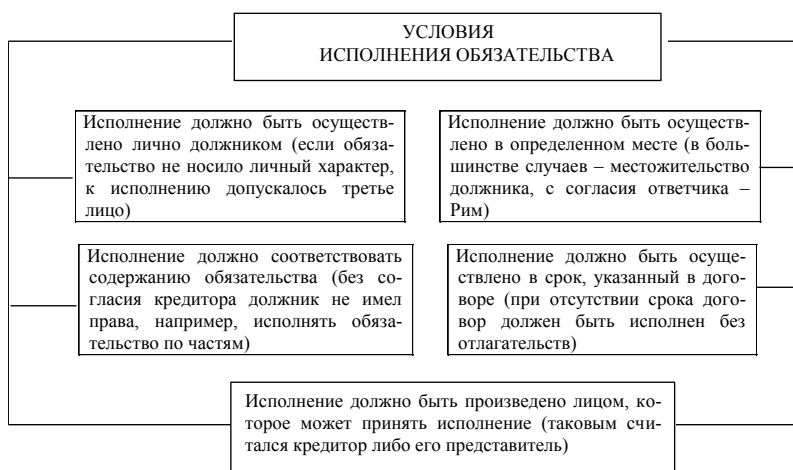 УСЛОВИЯ
ИСПОЛНЕНИЯ ОБЯЗАТЕЛЬСТВА
Исполнение должно быть осуществ-
лено лично должником (если обяза-
тельство не носило личный характер,
к исполнению допускалось третье
лицо)
Исполнение должно быть осуществ-
лено в определенном месте (в боль-
шинстве случаев – местожительство
должника, с согласия ответчика –
Рим)
Исполнение должно соответствовать
содержанию обязательства (без со-
гласия кредитора должник не имел
права, например, исполнять обяза-
тельство по частям)
Исполнение должно быть осуще-
ствлено в срок, указанный в дого-
воре (при отсутствии срока дого-
вор должен быть исполнен без
отлагательств)
Исполнение должно быть произведено лицом, ко-
торое может принять исполнение (таковым счи-
тался кредитор либо его представитель)